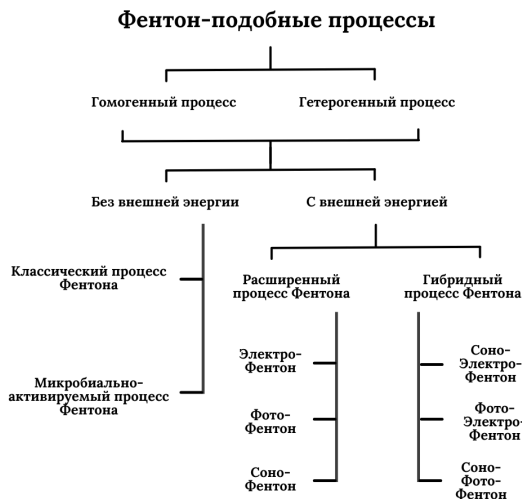 Фентон-подобные процессы
Гомогенный процесс
Гетерогенный процесс
Без внешней энергии
С внешней энергией
Классический процесс
Фентона
Микробиально-
активируемый процесс
Фентона
Расширенный
процесс Фентона
Электро-
Фентон
Фото-
Фентон
Соно-
Фентон
Гибридный
процесс Фентона
Соно-
Электро-
Фентон
Фото-
Электро-
Фентон
Соно-
Фото-
Фентон